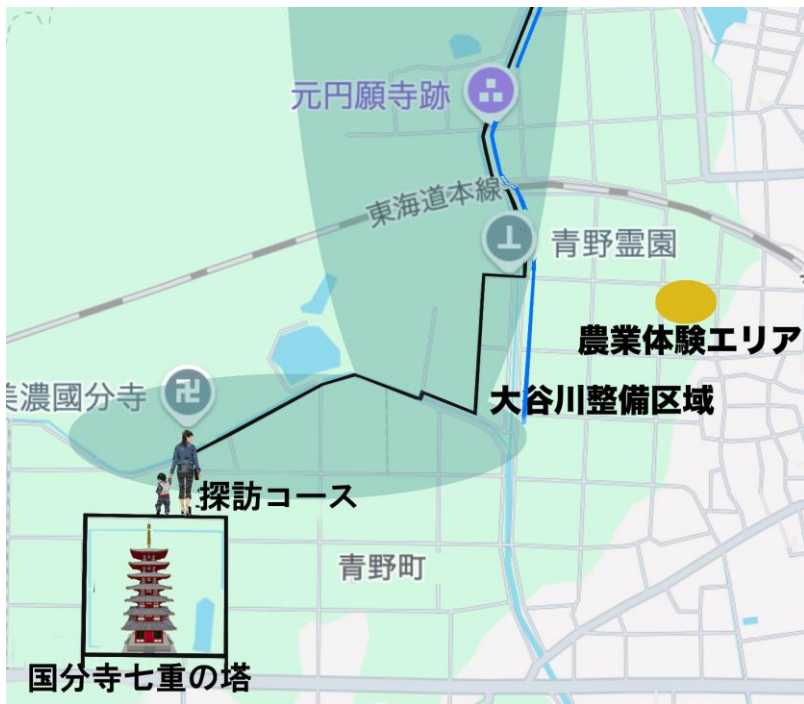 元円願寺跡
東海道本線
青野霊園
農業体験エリア
美濃國分寺
大谷川整備区域
探訪コース
青野町
国分寺七重の塔